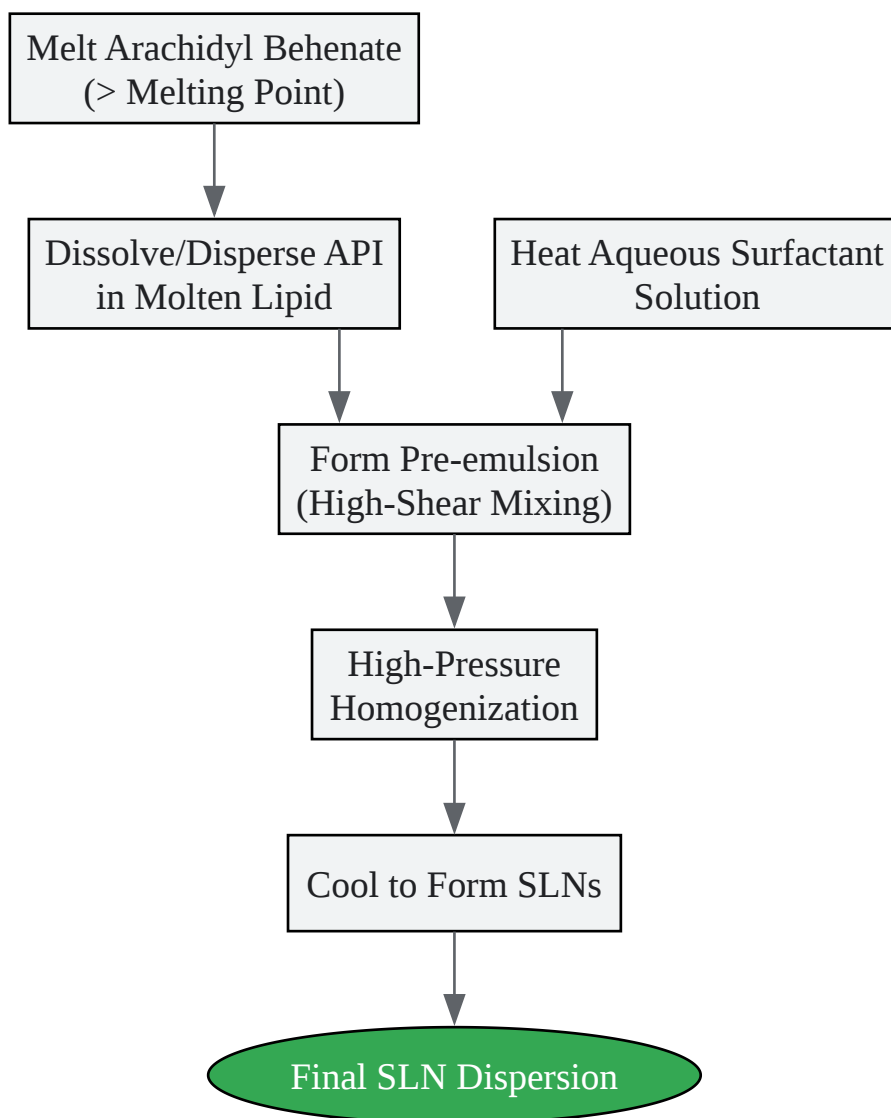 Melt Arachidyl Behenate
(> Melting Point)
Dissolve/Disperse API
in Molten Lipid
Heat Aqueous Surfactant
Solution
Form Pre-emulsion
(High-Shear Mixing)
High-Pressure
Homogenization
Cool to Form SLNs
Final SLN Dispersion